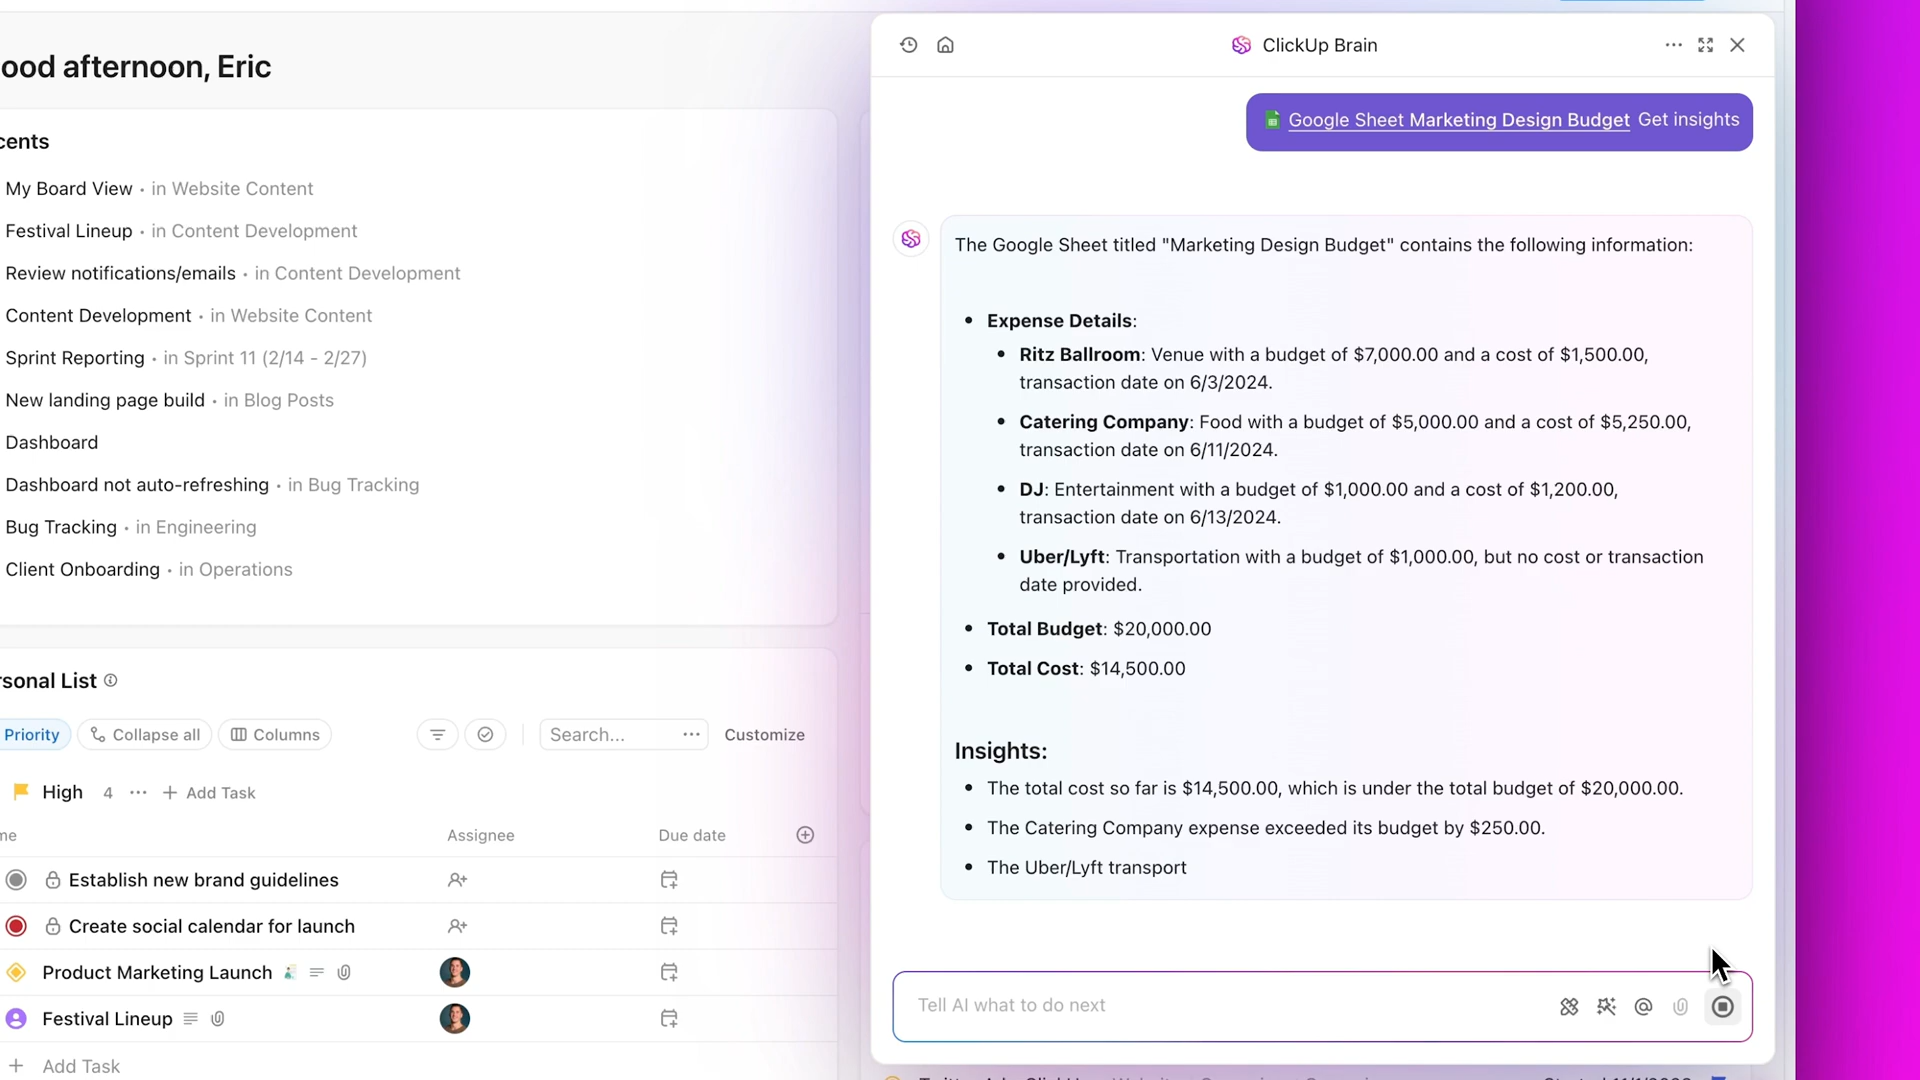 ood afternoon, Eric
cents
My Board View • in Website Content
Festival Lineup • in Content Development
Review notifications/emails • in Content Development
Content Development • in Website Content
Sprint Reporting • in Sprint 11 (2/14 - 2/27)
New landing page build • in Blog Posts
Dashboard
Dashboard not auto-refreshing • in Bug Tracking
Bug Tracking • in Engineering
Client Onboarding • in Operations
rsonal List
Priority Collapse all Columns Search... Customize
High 4 + Add Task
me Assignee Due date
Establish new brand guidelines
Create social calendar for launch
Product Marketing Launch
Festival Lineup
+ Add Task
ClickUp Brain
Google Sheet Marketing Design Budget Get insights
The Google Sheet titled "Marketing Design Budget" contains the following information:
• Expense Details:
• Ritz Ballroom: Venue with a budget of $7,000.00 and a cost of $1,500.00,
transaction date on 6/3/2024.
• Catering Company: Food with a budget of $5,000.00 and a cost of $5,250.00,
transaction date on 6/11/2024.
• DJ: Entertainment with a budget of $1,000.00 and a cost of $1,200.00,
transaction date on 6/13/2024.
• Uber/Lyft: Transportation with a budget of $1,000.00, but no cost or transaction
date provided.
• Total Budget: $20,000.00
• Total Cost: $14,500.00
Insights:
• The total cost so far is $14,500.00, which is under the total budget of $20,000.00.
• The Catering Company expense exceeded its budget by $250.00.
• The Uber/Lyft transport
Tell AI what to do next